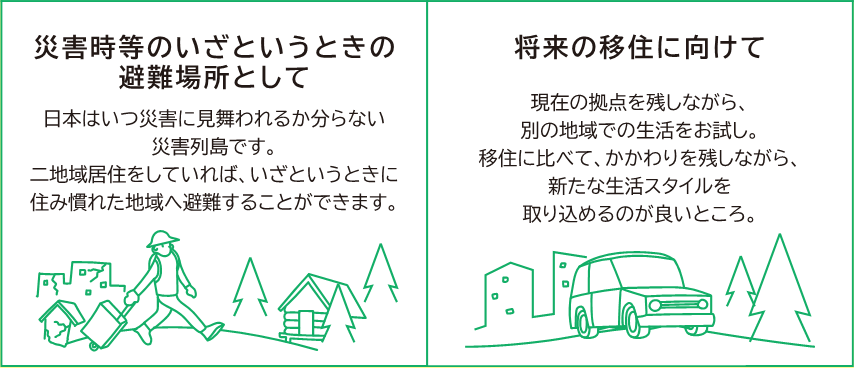 災害時等のいざというときの
避難場所として
日本はいつ災害に見舞われるか分らない
災害列島です。
二地域居住をしていれば、いざというときに
住み慣れた地域へ避難することができます。
将来の移住に向けて
現在の拠点を残しながら、
別の地域での生活をお試し。
移住に比べて、かかわりを残しながら、
新たな生活スタイルを
取り込めるのが良いところ。